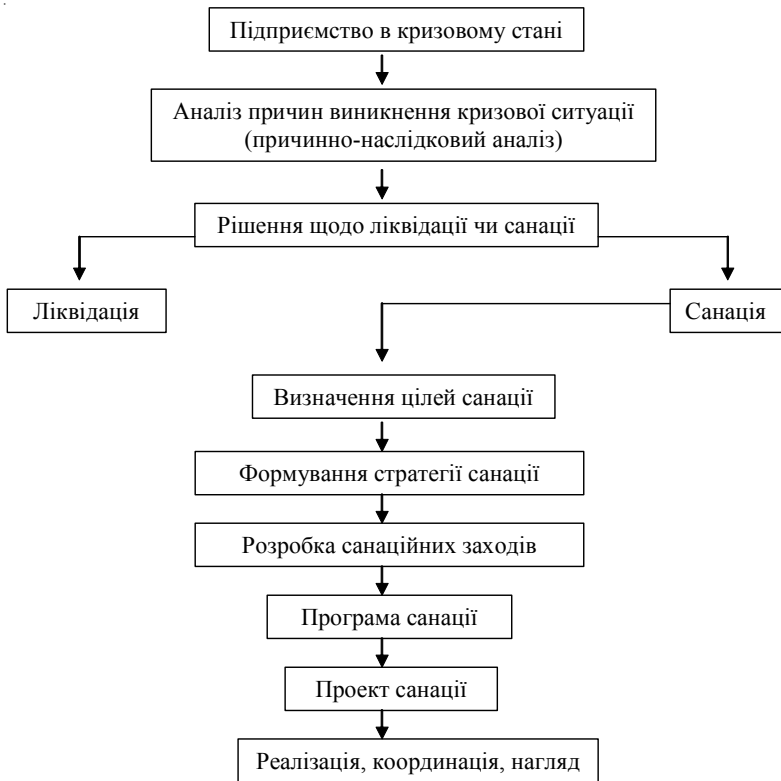 Підприємство в кризовому стані
Аналіз причин виникнення кризової ситуації
(причинно-наслідковий аналіз)
Рішення щодо ліквідації чи санації
Ліквідація
Санація
Визначення цілей санації
Формування стратегії санації
Розробка санаційних заходів
Програма санації
Проект санації
Реалізація, координація, нагляд